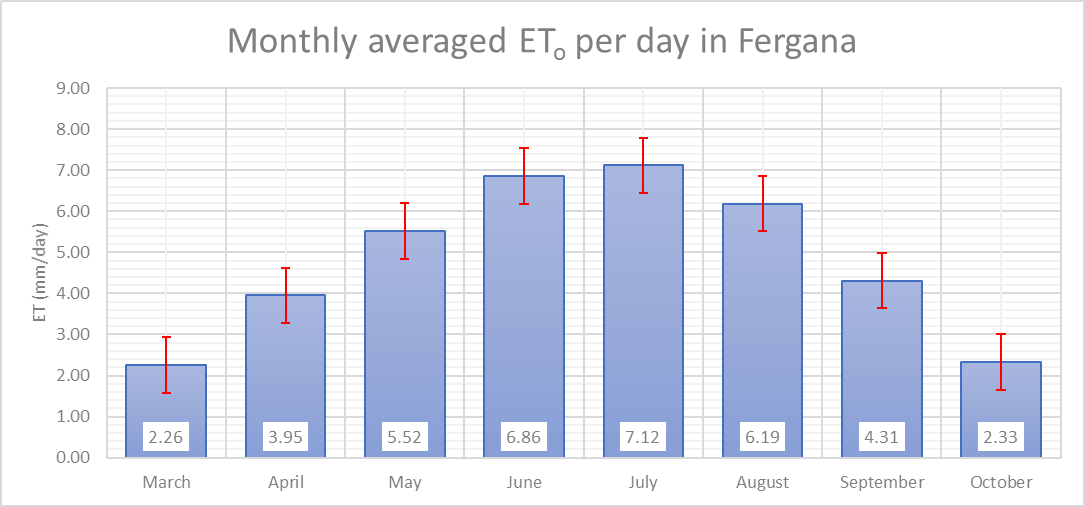 Monthly averaged ETo per day in Fergana
9.00
8.00
7.00
6.00
5.00
4.00
3.00
2.00
1.00
0.00
ET (mm/day)
2.26
3.95
5.52
6.86
7.12
6.19
4.31
2.33
March
April
May
June
July
August
September
October